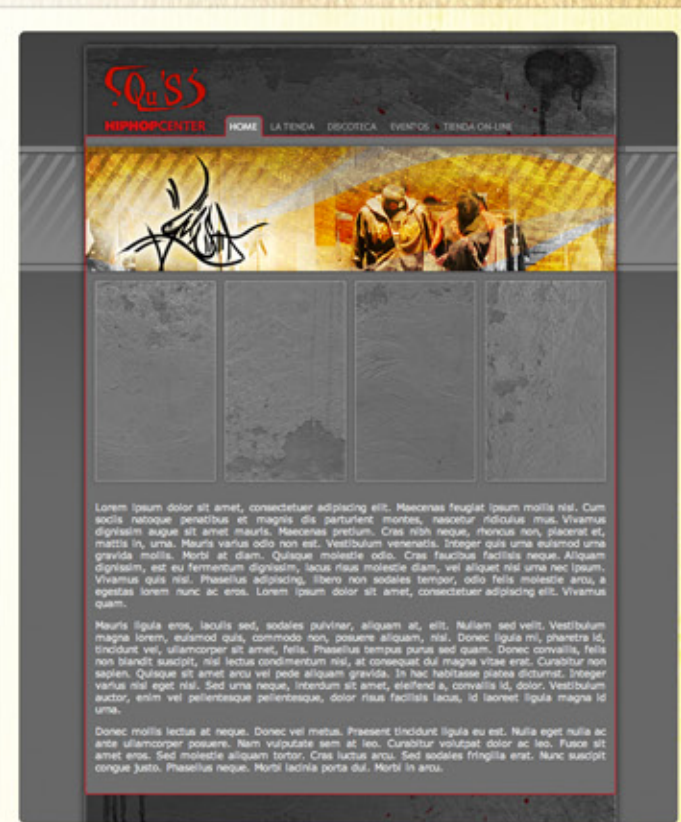 Qu'S
HIPHOPCENTER
HOME LA TIENDA DISCOTECA EVENTOS TIENDA ON-LINE
Lorem ipsum dolor sit amet, consectetuer adipiscing elit. Maecenas feugiat ipsum mollis nisl. Cum
sociis natoque penatibus et magnis dis parturient montes, nascetur ridiculus mus. Vivamus
dignissim augue sit amet mauris. Maecenas pretium. Cras nibh neque, rhoncus non, placerat et,
mattis in, urna. Mauris varius odio non est. Vestibulum venenatis. Integer quis urna euismod urna
gravida mollis. Morbi at diam. Quisque molestie odio. Cras faucibus facilisis neque. Aliquam
dignissim, est eu fermentum dignissim, lacus risus molestie diam, vel aliquet nisi urna nec ipsum.
Vivamus quis nisl. Phasellus adipiscing, libero non sodales tempor, odio felis molestie arcu, a
egestas lorem nunc ac eros. Lorem ipsum dolor sit amet, consectetuer adipiscing elit. Vivamus
quam.
Mauris ligula eros, iaculis sed, sodales pulvinar, aliquam at, elit. Nullam sed velit. Vestibulum
magna lorem, euismod quis, commodo non, posuere aliquam, nisl. Donec ligula mi, pharetra id,
tincidunt vel, ullamcorper sit amet, felis. Phasellus tempus purus sed quam. Donec convallis, felis
non blandit suscipit, nisi lectus condimentum nisi, at consequat dui magna vitae erat. Curabitur non
sapien. Quisque sit amet arcu vel pede aliquam gravida. In hac habitasse platea dictumst. Integer
varius nisl eget nisl. Sed urna neque, interdum sit amet, eleifend a, convallis id, dolor. Vestibulum
auctor, enim vel pellentesque pellentesque, dolor risus facilisis lacus, id laoreet ligula magna id
urna.
Donec mollis lectus at neque. Donec vel metus. Praesent tincidunt ligula eu est. Nulla eget nulla ac
ante ullamcorper posuere. Nam vulputate sem at leo. Curabitur volutpat dolor ac leo. Fusce sit
amet eros. Sed molestie aliquam tortor. Cras luctus arcu. Sed sodales fringilla erat. Nunc suscipit
congue justo. Phasellus neque. Morbi lacinia porta dui. Morbi in arcu.